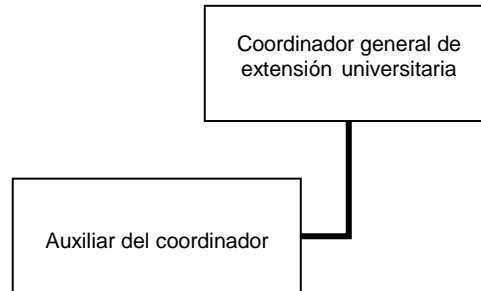 Coordinador general de
extensión universitaria
Auxiliar del coordinador